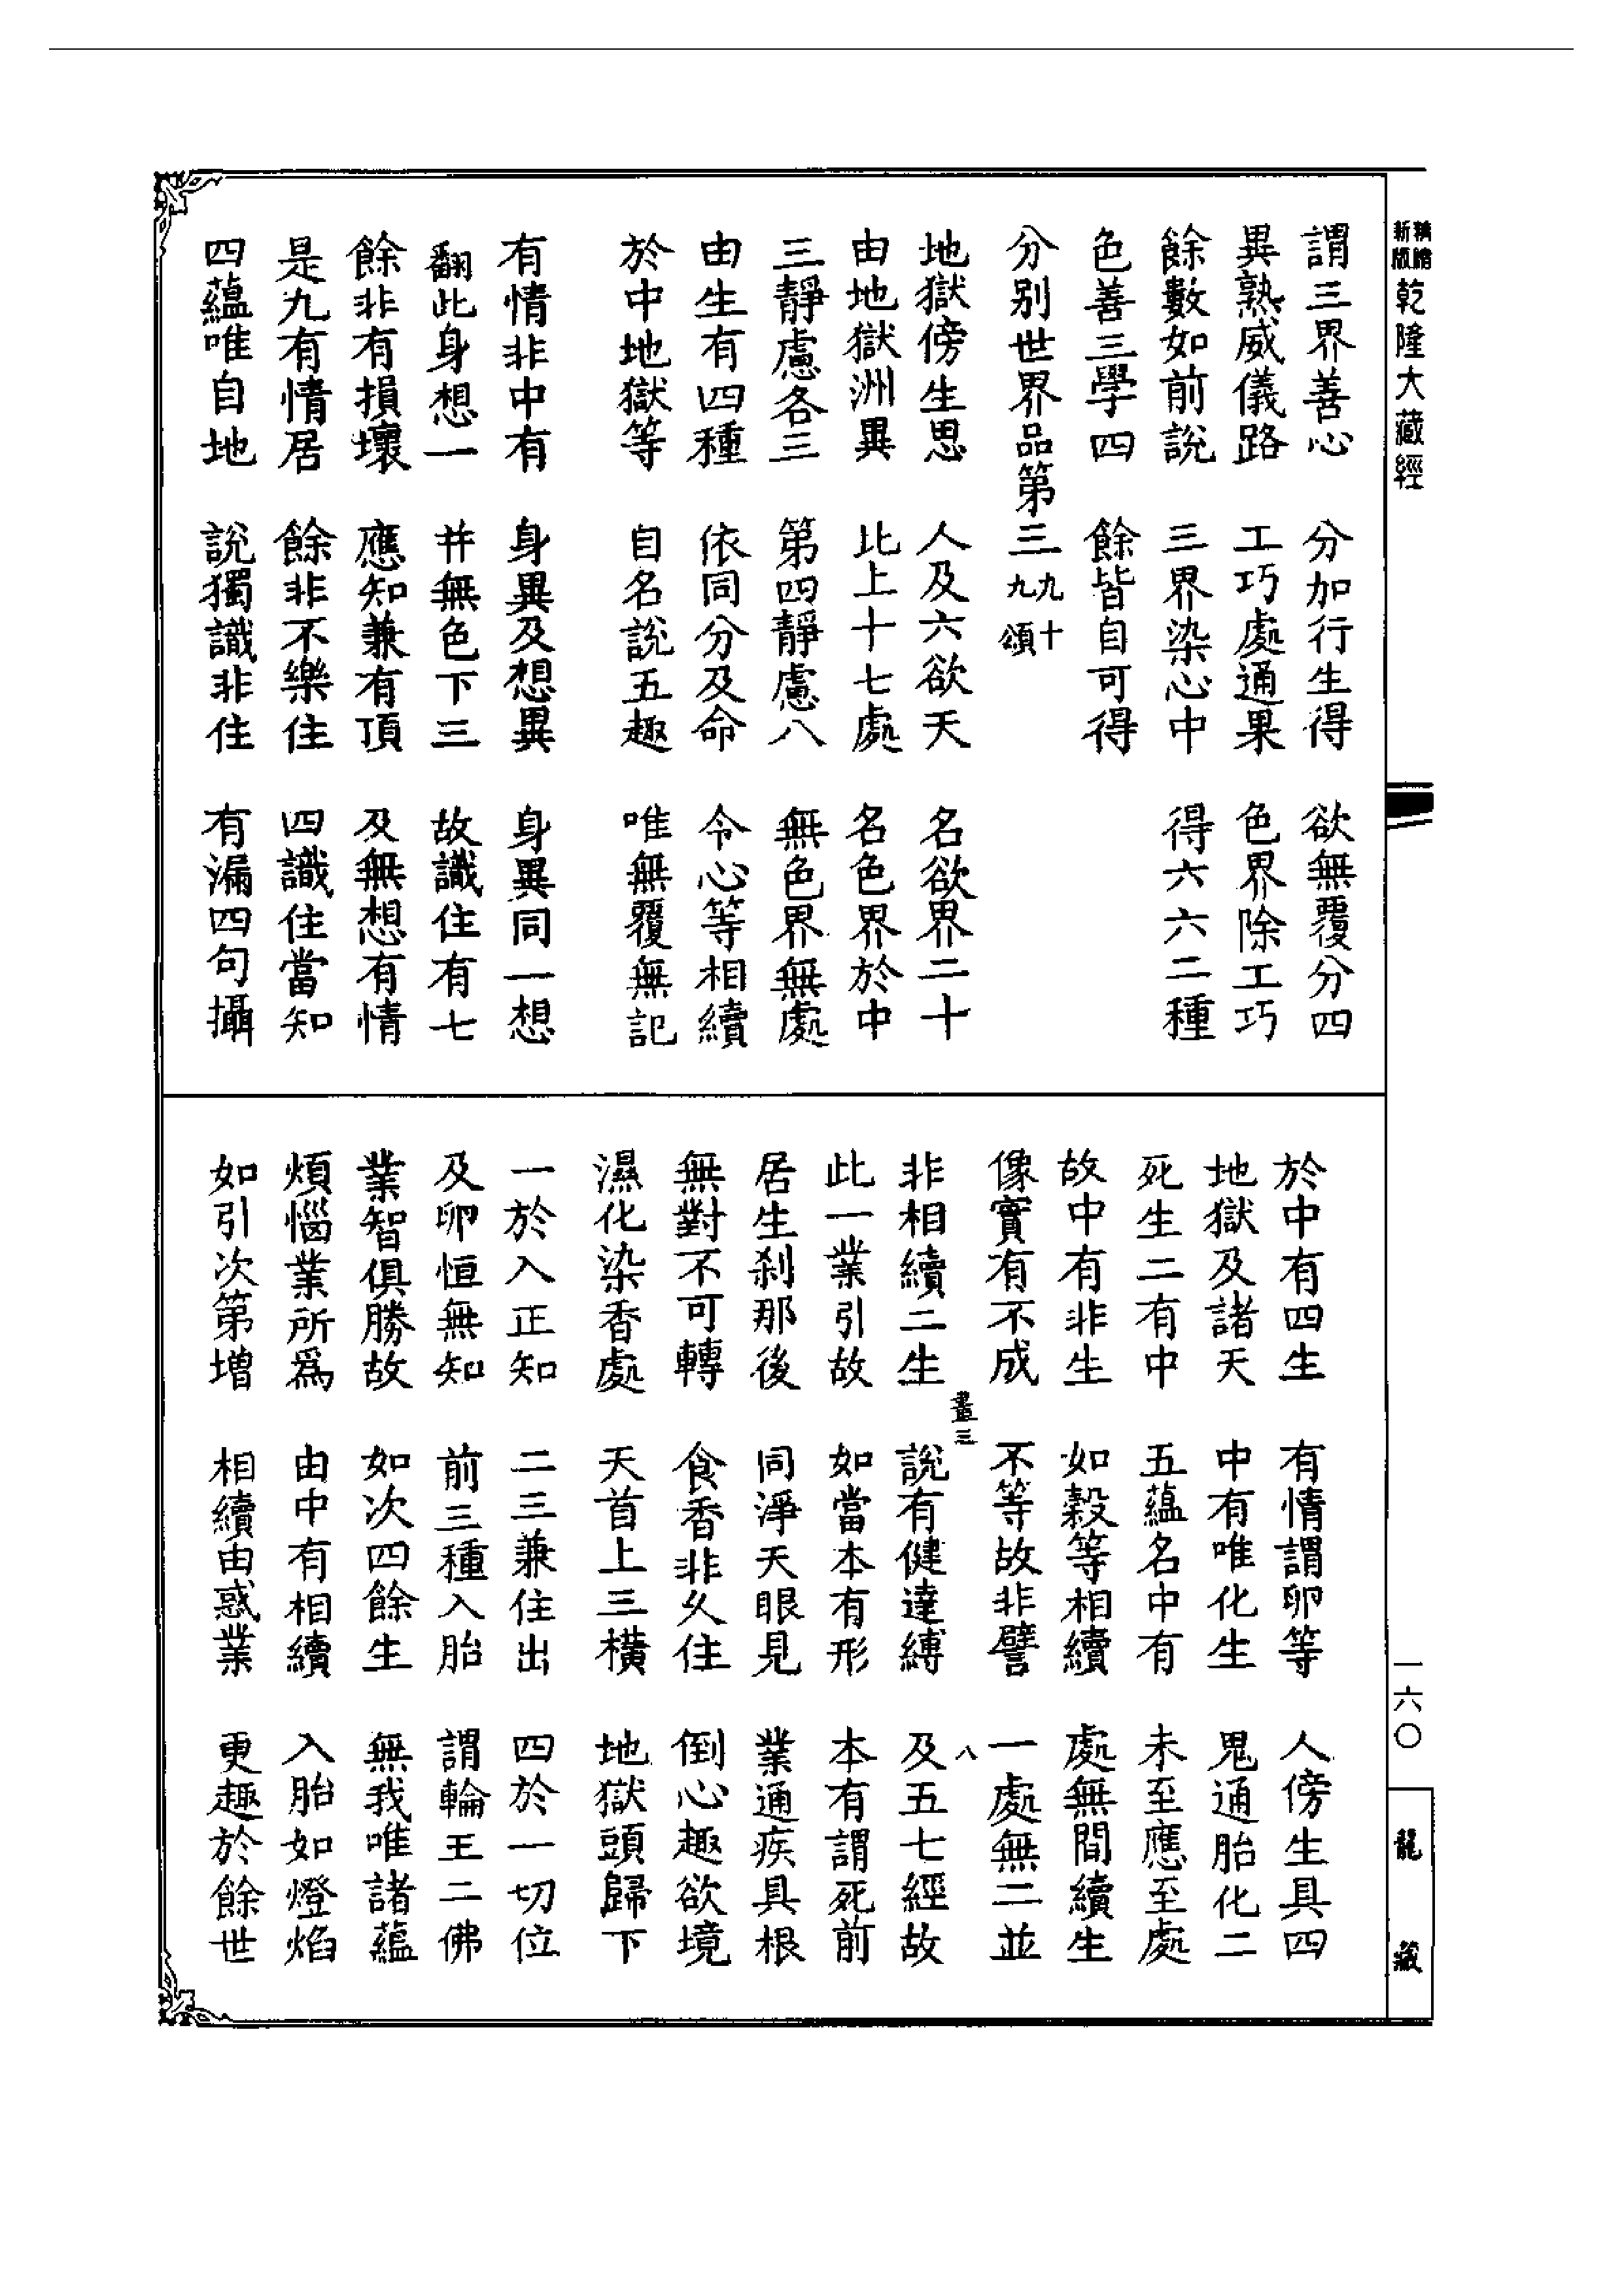 新版 精縮 乾隆大藏經
謂三界善心 分加行生得 欲無覆分四
異熟威儀路 工巧處通果 色界除工巧
餘數如前說 三界染心中 得六六二種
色善三學四 餘皆自可得
分別世界品第三 九十九頌
地獄傍生思 人及六欲天 名欲界二十
由地獄洲異 此上十七處 名色界於中
三靜慮各三 第四靜慮八 無色界無處
由生有四種 依同分及命 令心等相續
於中地獄等 自名說五趣 唯無覆無記
有情非中有 身異及想異 身異同一想
翻此身想一 并無色下三 故識住有七
餘非有損壞 應知兼有頂 及無想有情
是九有情居 餘非不樂住 四識住當知
四蘊唯自地 說獨識非住 有漏四句攝
於中有四生 有情謂卵等 人傍生具四
地獄及諸天 中有唯化生 鬼通胎化二
死生二有中 五蘊名中有 未至應至處
故中有非生 如穀等相續 處無間續生
像實有不成 不等故非譬 一處無二並
畫三 八
非相續二生 說有健達縛 及五七經故
此一業引故 如當本有形 本有謂死前
居生刹那後 同淨天眼見 業通疾具根
無對不可轉 食香非久住 倒心趣欲境
濕化染香處 天首上三橫 地獄頭歸下
一於入正知 二三兼住出 四於一切位
及卵恒無知 前三種入胎 謂輪王二佛
業智俱勝故 如次四餘生 無我唯諸蘊
煩惱業所爲 由中有相續 入胎如燈焰
如引次第增 相續由惑業 更趣於餘世
一六〇
龍藏